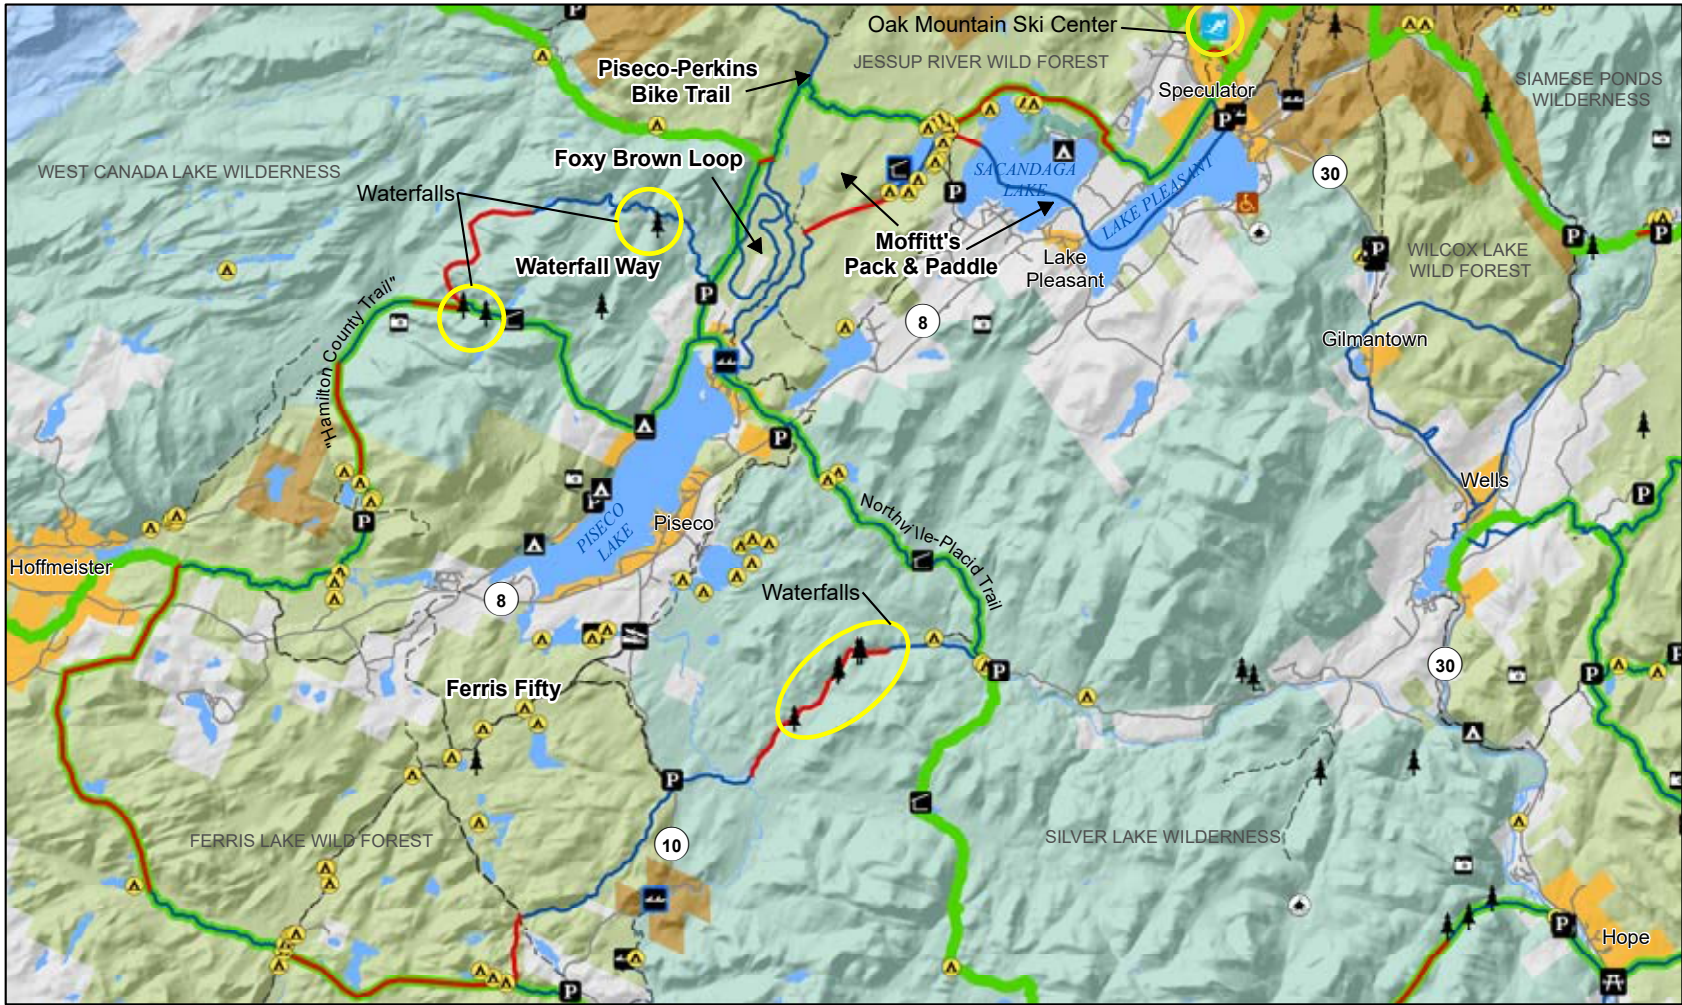 Oak Mountain Ski Center
Piseco-Perkins
Bike Trail
JESSUP RIVER WILD FOREST
SIAMESE PONDS
WILDERNESS
Speculator
P
Foxy Brown Loop
WEST CANADA LAKE WILDERNESS
Waterfalls
SACANDAGA
LAKE
30
P
LAKE PLEASANT
Moffitt's
Pack & Paddle
Waterfall Way
Lake
Pleasant
WILCOX LAKE
WILD FOREST
P
P
P
P
8
"Hamilton County Trail"
Gilmantown
P
Wells
P
P
P
Northville-Placid Trail
Piseco
PISECO
LAKE
Hoffmeister
8
Waterfalls
30
P
P
P
Ferris Fifty
P
10
FERRIS LAKE WILD FOREST
SILVER LAKE WILDERNESS
P
Hope
P